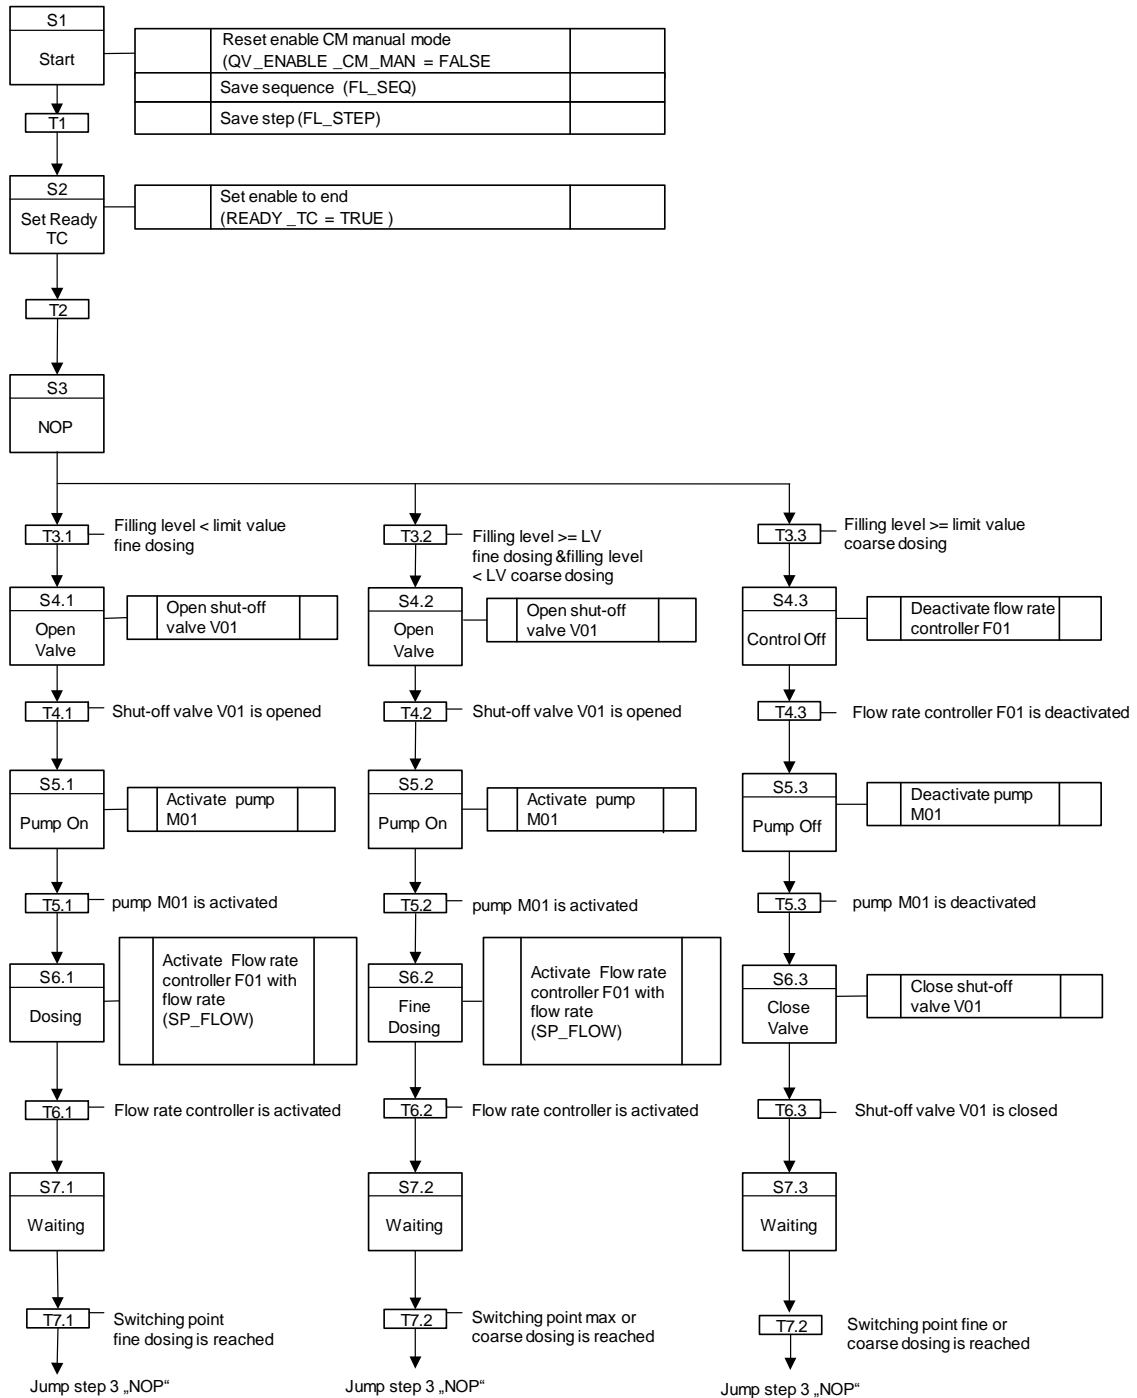 S1
Start
Reset enable CM manual mode
(QV_ENABLE _CM_MAN = FALSE
Save sequence (FL_SEQ)
Save step (FL_STEP)
T1
S2
Set Ready
TC
Set enable to end
(READY _TC = TRUE )
T2
S3
NOP
T3.1
Filling level < limit value
fine dosing
T3.2
Filling level >= LV
fine dosing &filling level
< LV coarse dosing
T3.3
Filling level >= limit value
coarse dosing
S4.1
Open
Valve
Open shut-off
valve V01
S4.2
Open
Valve
Open shut-off
valve V01
S4.3
Control Off
Deactivate flow rate
controller F01
T4.1
Shut-off valve V01 is opened
T4.2
Shut-off valve V01 is opened
T4.3
Flow rate controller F01 is deactivated
S5.1
Pump On
Activate pump
M01
S5.2
Pump On
Activate pump
M01
S5.3
Pump Off
Deactivate pump
M01
T5.1
pump M01 is activated
T5.2
pump M01 is activated
T5.3
pump M01 is deactivated
S6.1
Dosing
Activate Flow rate
controller F01 with
flow rate
(SP_FLOW)
S6.2
Fine
Dosing
Activate Flow rate
controller F01 with
flow rate
(SP_FLOW)
S6.3
Close
Valve
Close shut-off
valve V01
T6.1
Flow rate controller is activated
T6.2
Flow rate controller is activated
T6.3
Shut-off valve V01 is closed
S7.1
Waiting
S7.2
Waiting
S7.3
Waiting
T7.1
Switching point
fine dosing is
reached
T7.2
Switching point max or
coarse dosing is reached
T7.2
Switching point fine or
coarse dosing is reached
Jump step 3 „NOP“
Jump step 3 „NOP“
Jump step 3 „NOP“